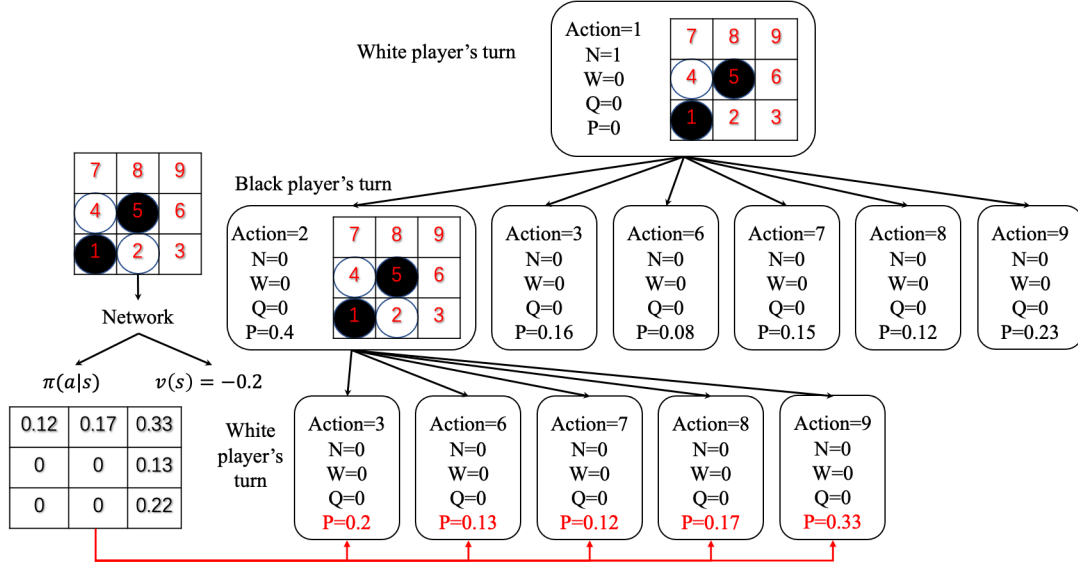 White player's turn
Action=1
N=1
W=0
Q=0
P=0
7 8 9
4 5 6
1 2 3
7 8 9
4 5 6
1 2 3
Network
π(a|s)
v(s) = −0.2
0.12 0.17 0.33
0 0 0.13
0 0 0.22
Black player's turn
Action=2
N=0
W=0
Q=0
P=0.4
7 8 9
4 5 6
1 2 3
Action=3
N=0
W=0
Q=0
P=0.16
Action=6
N=0
W=0
Q=0
P=0.08
Action=7
N=0
W=0
Q=0
P=0.15
Action=8
N=0
W=0
Q=0
P=0.12
Action=9
N=0
W=0
Q=0
P=0.23
White
player's
turn
Action=3
N=0
W=0
Q=0
P=0.2
Action=6
N=0
W=0
Q=0
P=0.13
Action=7
N=0
W=0
Q=0
P=0.12
Action=8
N=0
W=0
Q=0
P=0.17
Action=9
N=0
W=0
Q=0
P=0.33